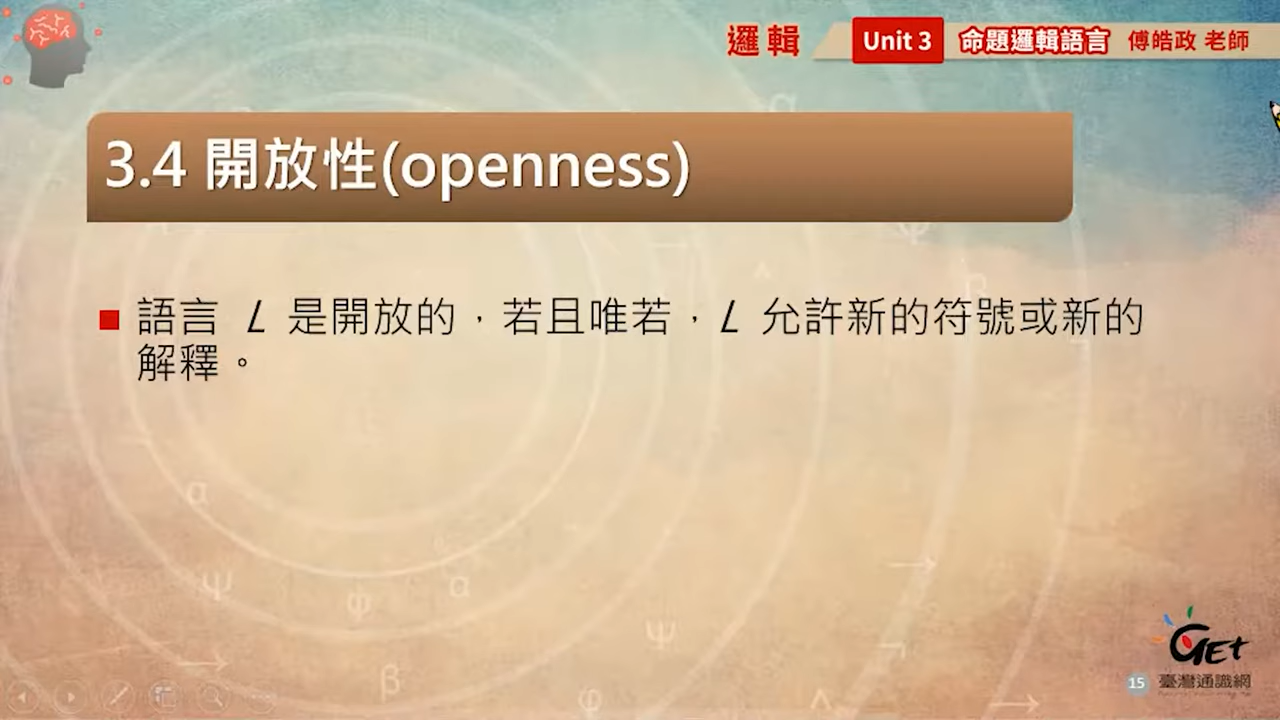 邏輯 Unit 3 命題邏輯語言 傅皓政 老師
3.4 開放性(openness)
語言 L 是開放的，若且唯若，L 允許新的符號或新的
解釋。
GET
15 臺灣通識網